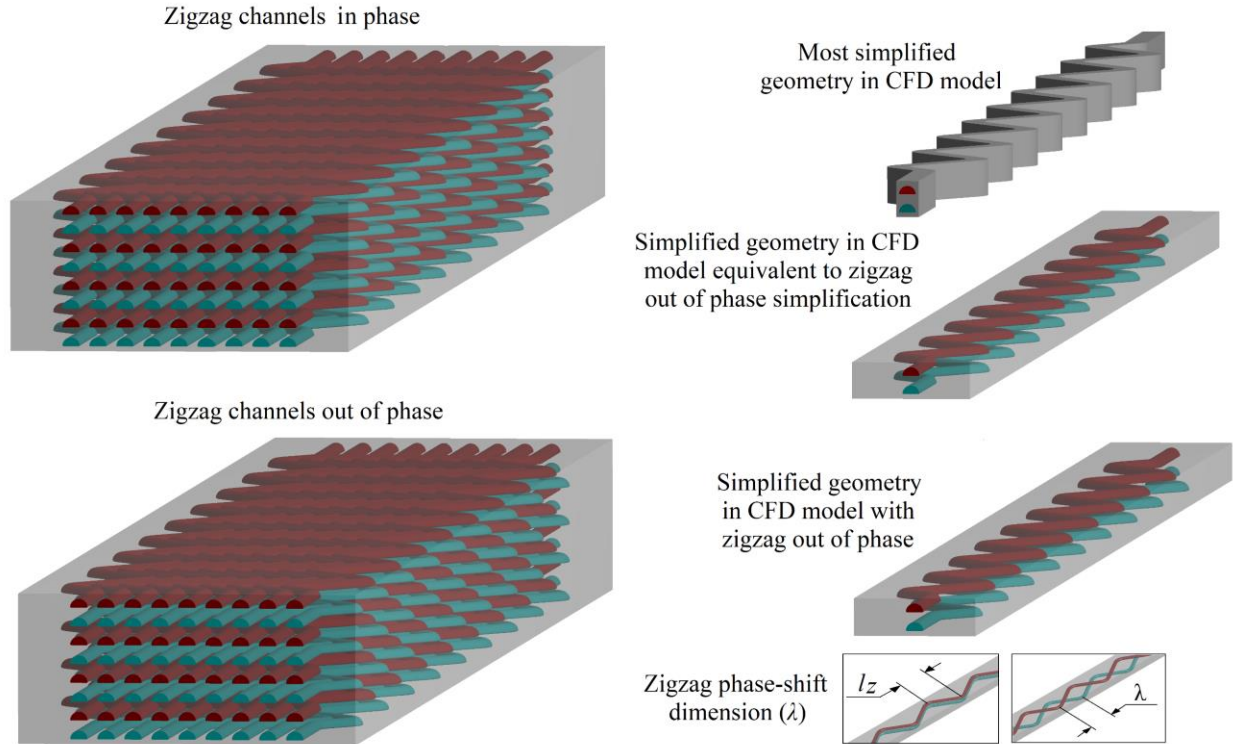 Zigzag channels in phase
Most simplified
geometry in CFD model
Simplified geometry in CFD
model equivalent to zigzag
out of phase simplification
Zigzag channels out of phase
Simplified geometry
in CFD model with
zigzag out of phase
Zigzag phase-shift
dimension (λ)
lz
λ